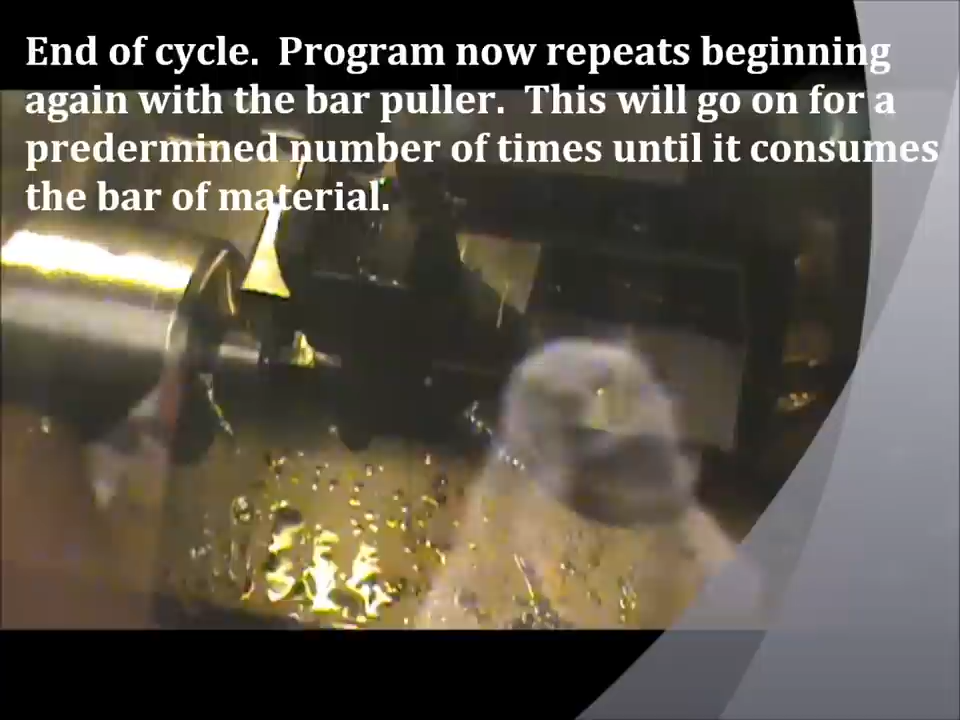 End of cycle.  Program now repeats beginning
again with the bar puller.  This will go on for a
predermined number of times until it consumes
the bar of material.